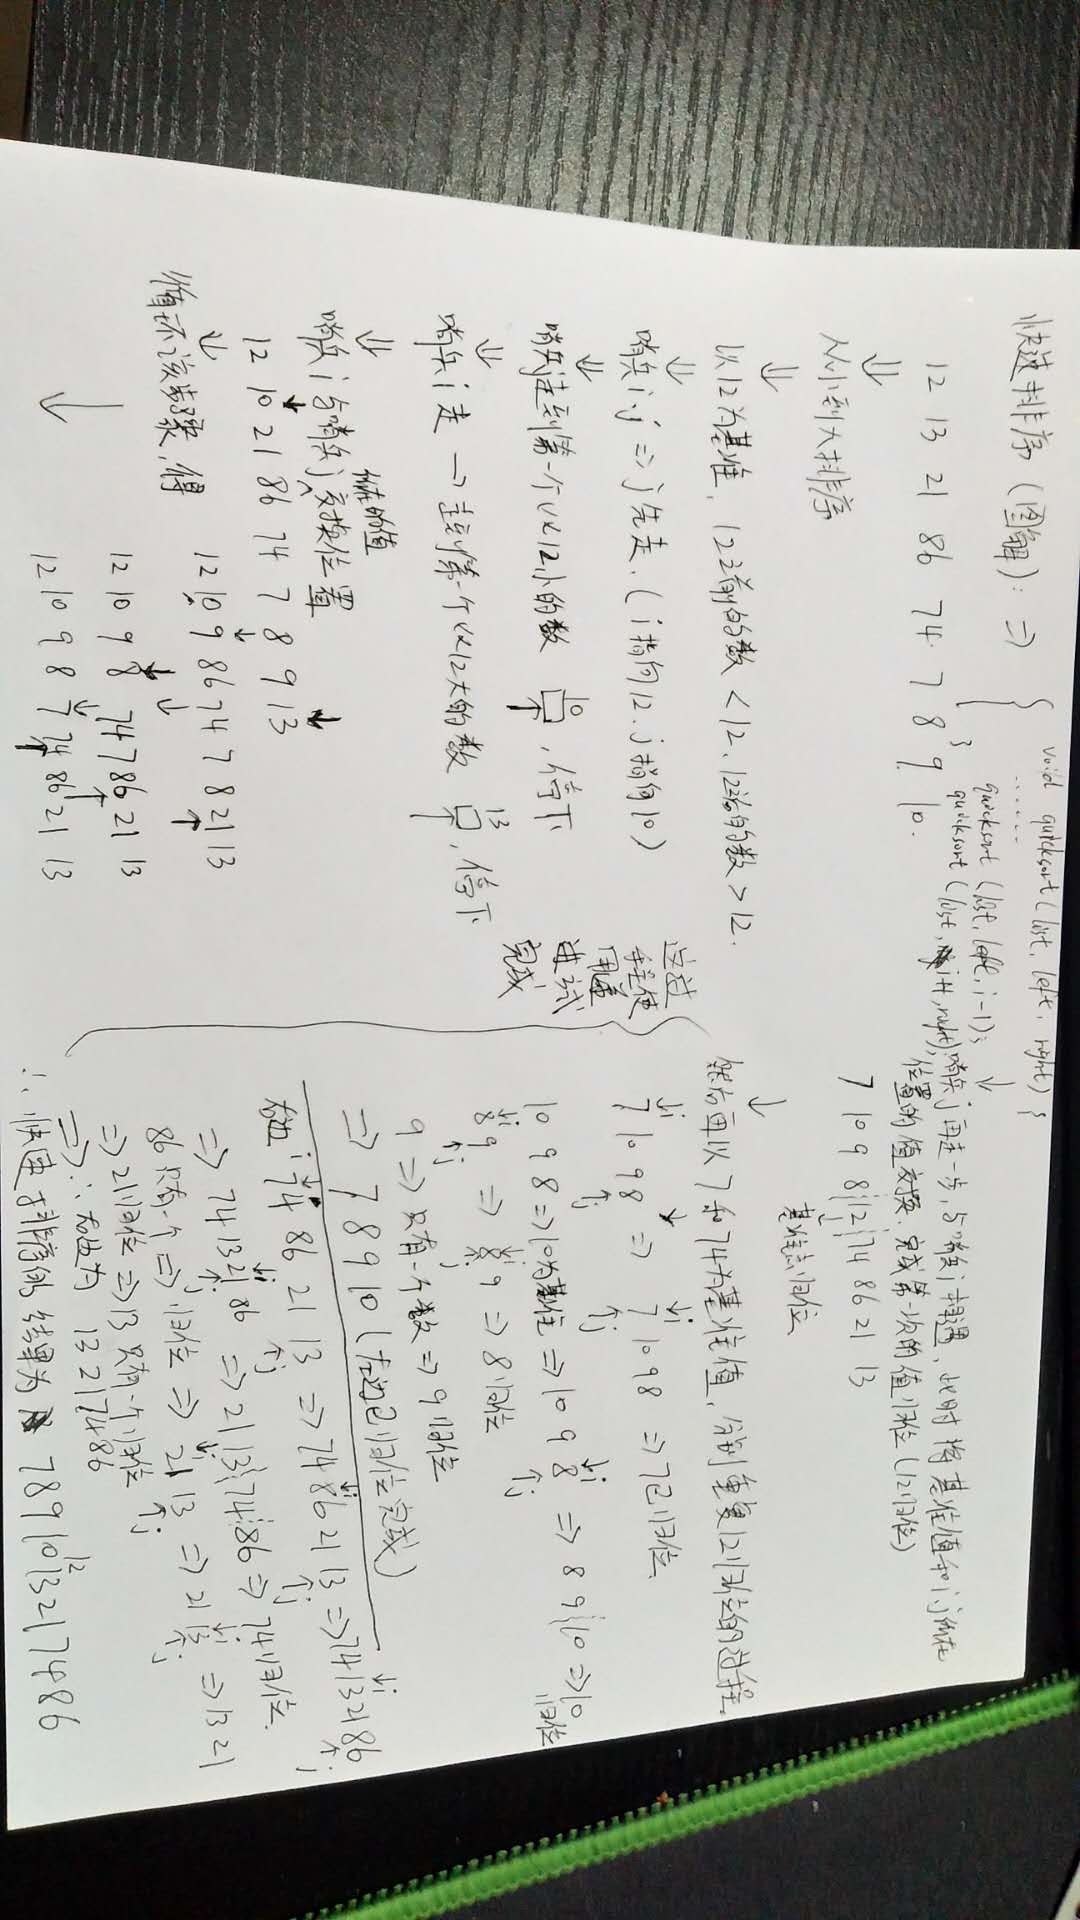 快速排序(图解): ⇒ { void quicksort(list, left, right) {
......
quicksort(list, left, i-1);
quicksort(list, i+1, right);
}
12 13 21 86 74 7 8 9 10.
⇓
从小到大排序
⇓
以12为基准, 12之前的数<12, 12之后的数>12.
⇓
哨兵i、j ⇒ j先走. (i指向12, j指向10)
⇓
哨兵j走到第一个比12小的数 10 ↑, 停下
⇓
哨兵i走 → 走到第一个比12大的数 13 ↑, 停下
⇓
哨兵i与哨兵j所在的值交换位置
12 10 21 86 74 7 8 9 13
⇓
循环该步骤, 得
12 10 9 86 74 7 8 21 13
12 10 9 8 74 7 86 21 13
12 10 9 8 7 74 86 21 13
↓
哨兵j再走一步, 与哨兵i相遇, 此时将基准值和i.j所在
位置的值交换, 完成第一次的值归位(12归位)
7 10 9 8 12 74 86 21 13
↓
基准点归位
↓
然后再以7和74为基准值, 分别重复12归位的过程.
这过
程使
用递
进式
完成
↓i
7 10 9 8 ⇒ 7 10 9 8 ⇒ 7已归位
↑j ↑j
10 9 8 ⇒ 10为基准 ⇒ 10 9 8 ⇒ 8 9 10 ⇒ 10归位
8 9 ⇒ 8 9 ⇒ 8归位
9 ⇒ 只有一个数 ⇒ 9归位
⇒ 7 8 9 10 (左边已归位完成)
右边 i 74 86 21 13 ⇒ 74 86 21 13 ⇒ 74 13 21 86
⇒ 74 13 21 86 ⇒ 21 13 74 86 ⇒ 74归位.
86只有一个 ⇒ 归位 ⇒ 21 13 ⇒ 21 13 ⇒ 13 21
⇒ 21归位 ⇒ 13只有一个归位
⇒ ∴右边为 13 21 74 86
∴ 快速排序的结果为 7 8 9 10 12 13 21 74 86